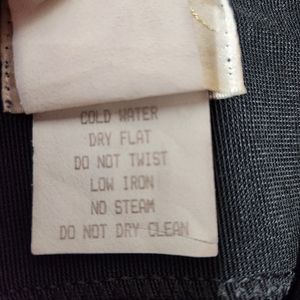 COLD WATER
DRY FLAT
DO NOT TWIST
LOW IRON
NO STEAM
DO NOT DRY CLEAN